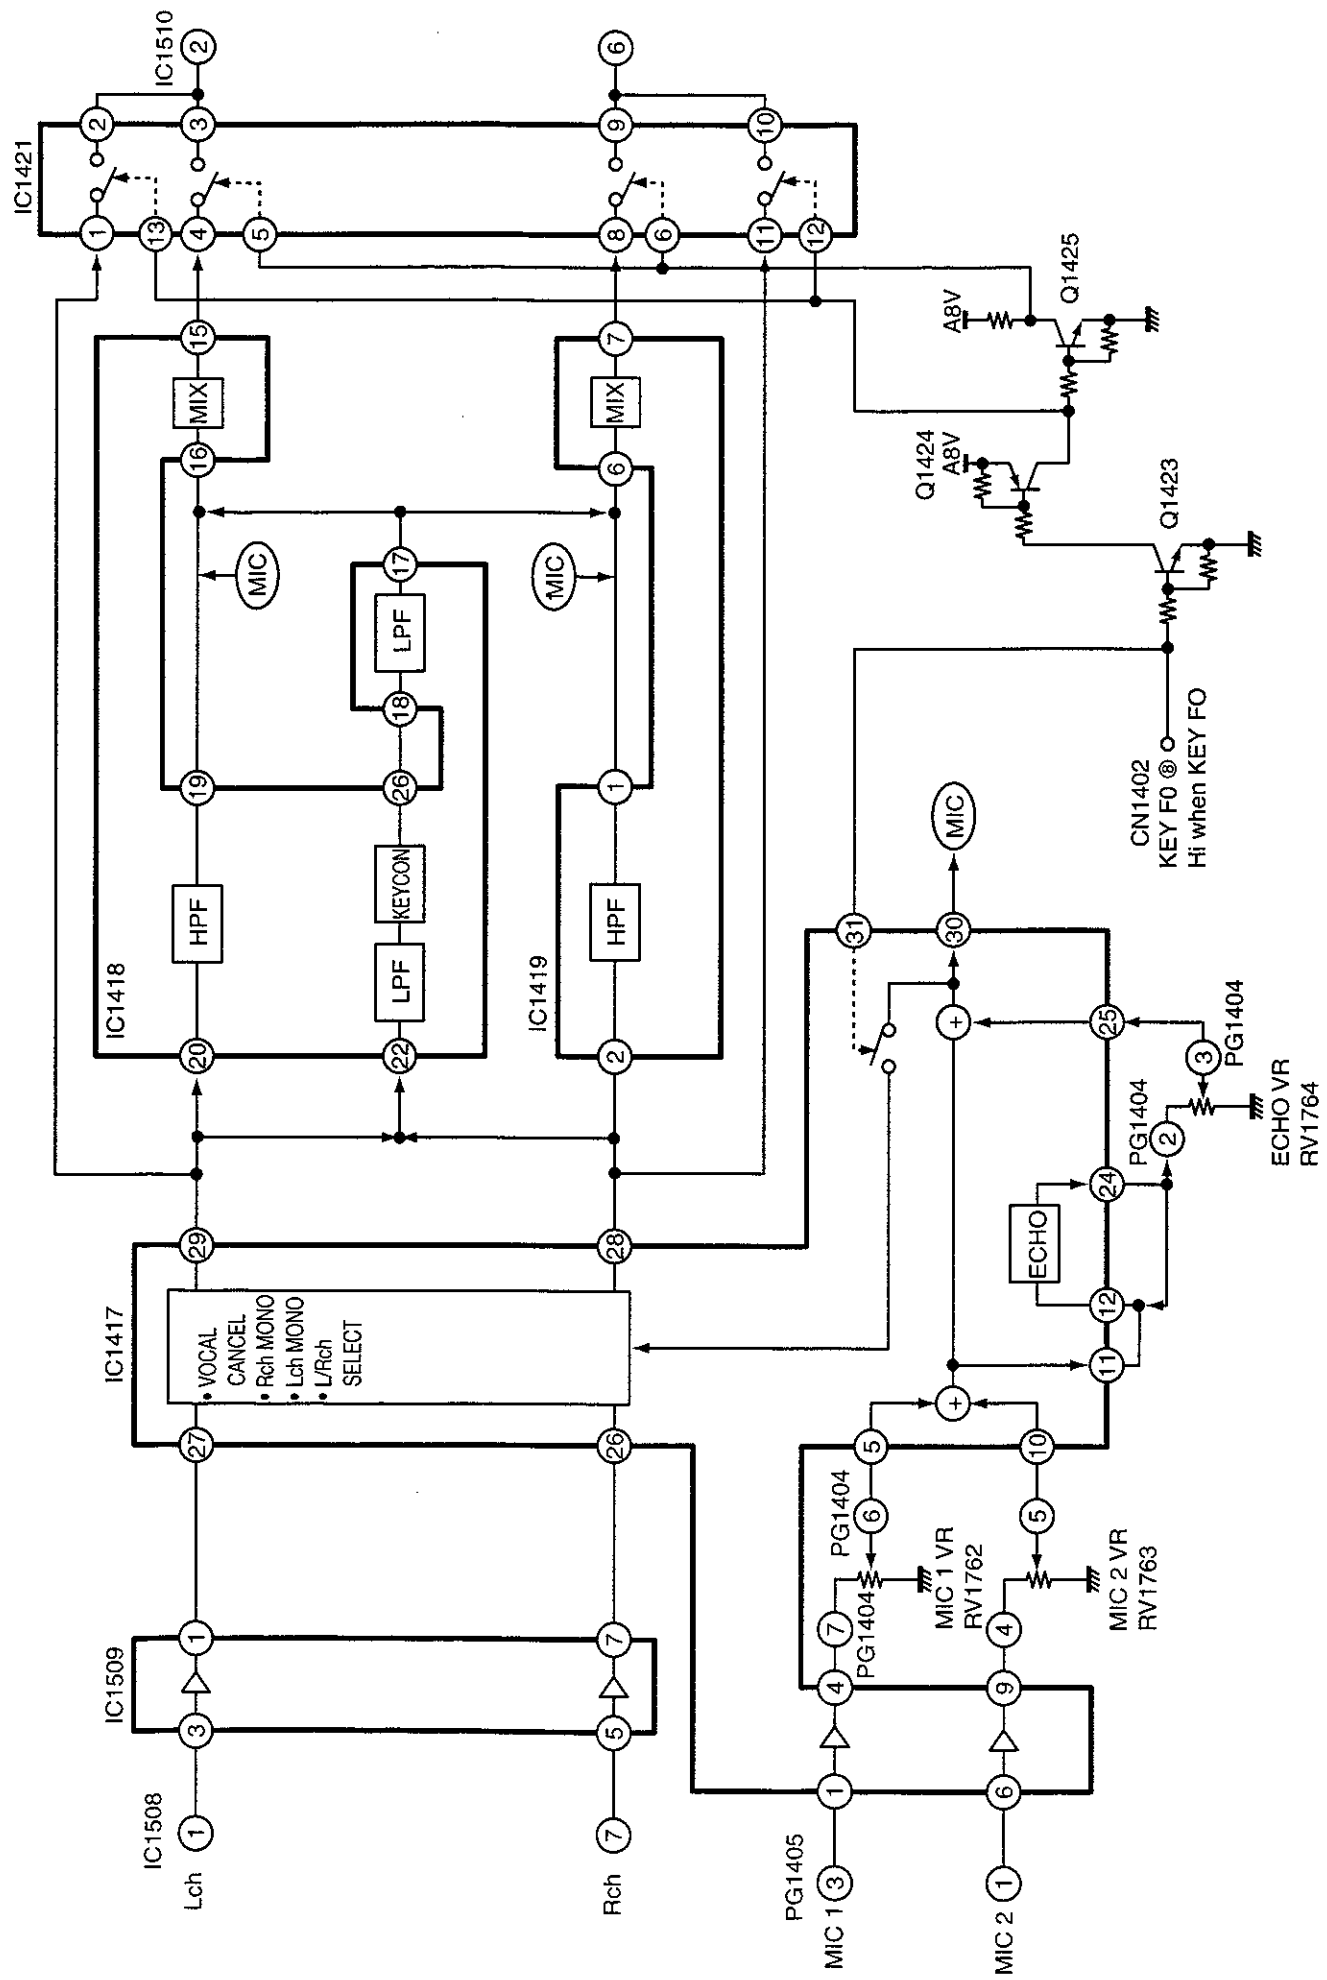 IC1508
Lch
1
Rch
7
IC1509
3
1
5
7
IC1417
27
29
• VOCAL
CANCEL
• Rch MONO
• Lch MONO
• L/Rch
SELECT
26
28
IC1418
20
HPF
19
MIC
16
MIX
15
22
LPF
KEYCON
26
18
LPF
17
IC1419
2
HPF
1
MIC
6
MIX
7
IC1421
1
2
13
4
3
5
8
9
6
11
10
12
IC1510
2
6
PG1405
MIC 1
3
1
4
7
PG1404
PG1404
6
5
MIC 1 VR
RV1762
MIC 2
1
6
9
4
5
10
MIC 2 VR
RV1763
+
11
12
ECHO
24
PG1404
2
3
PG1404
25
ECHO VR
RV1764
+
31
30
MIC
CN1402
KEY F0 ⑧
Hi when KEY FO
Q1423
Q1424
A8V
A8V
Q1425